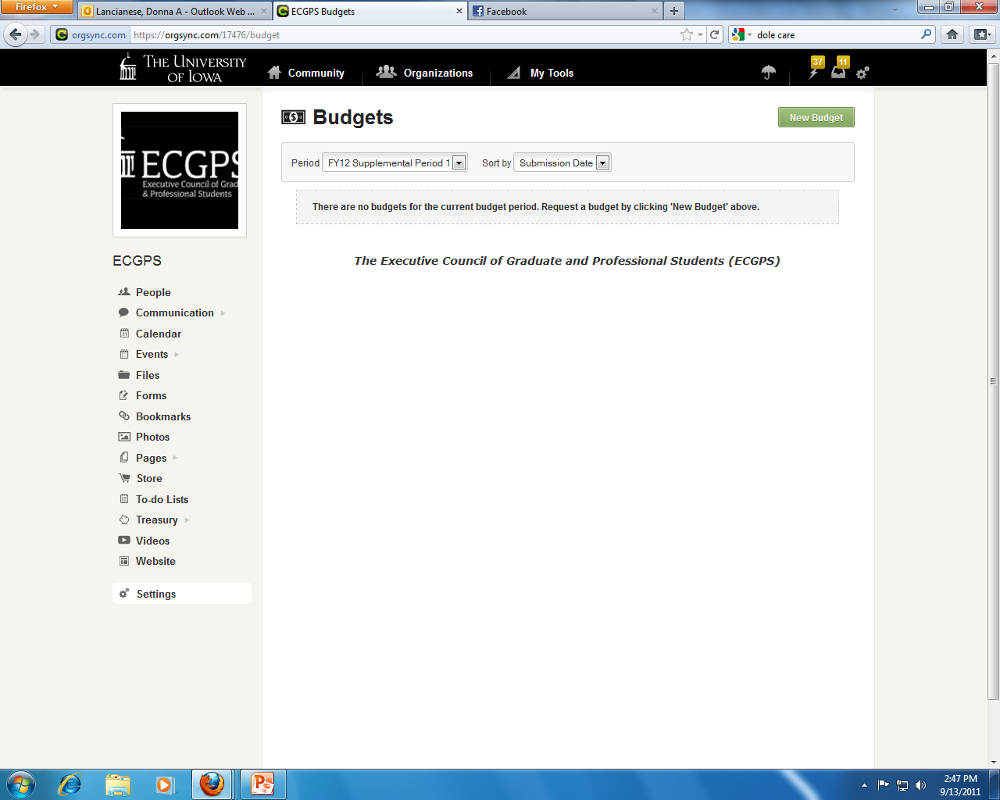 Firefox
Lancianese, Donna A - Outlook Web ...
ECGPS Budgets
Facebook
orgsync.com
https://orgsync.com/17476/budget
dole care
THE UNIVERSITY
OF IOWA
Community
Organizations
My Tools
37
11
ECGPS
Executive Council of Grad
& Professional Students
Budgets
New Budget
Period
FY12 Supplemental Period 1
Sort by
Submission Date
There are no budgets for the current budget period. Request a budget by clicking 'New Budget' above.
The Executive Council of Graduate and Professional Students (ECGPS)
ECGPS
People
Communication
Calendar
Events
Files
Forms
Bookmarks
Photos
Pages
Store
To-do Lists
Treasury
Videos
Website
Settings
2:47 PM
9/13/2011